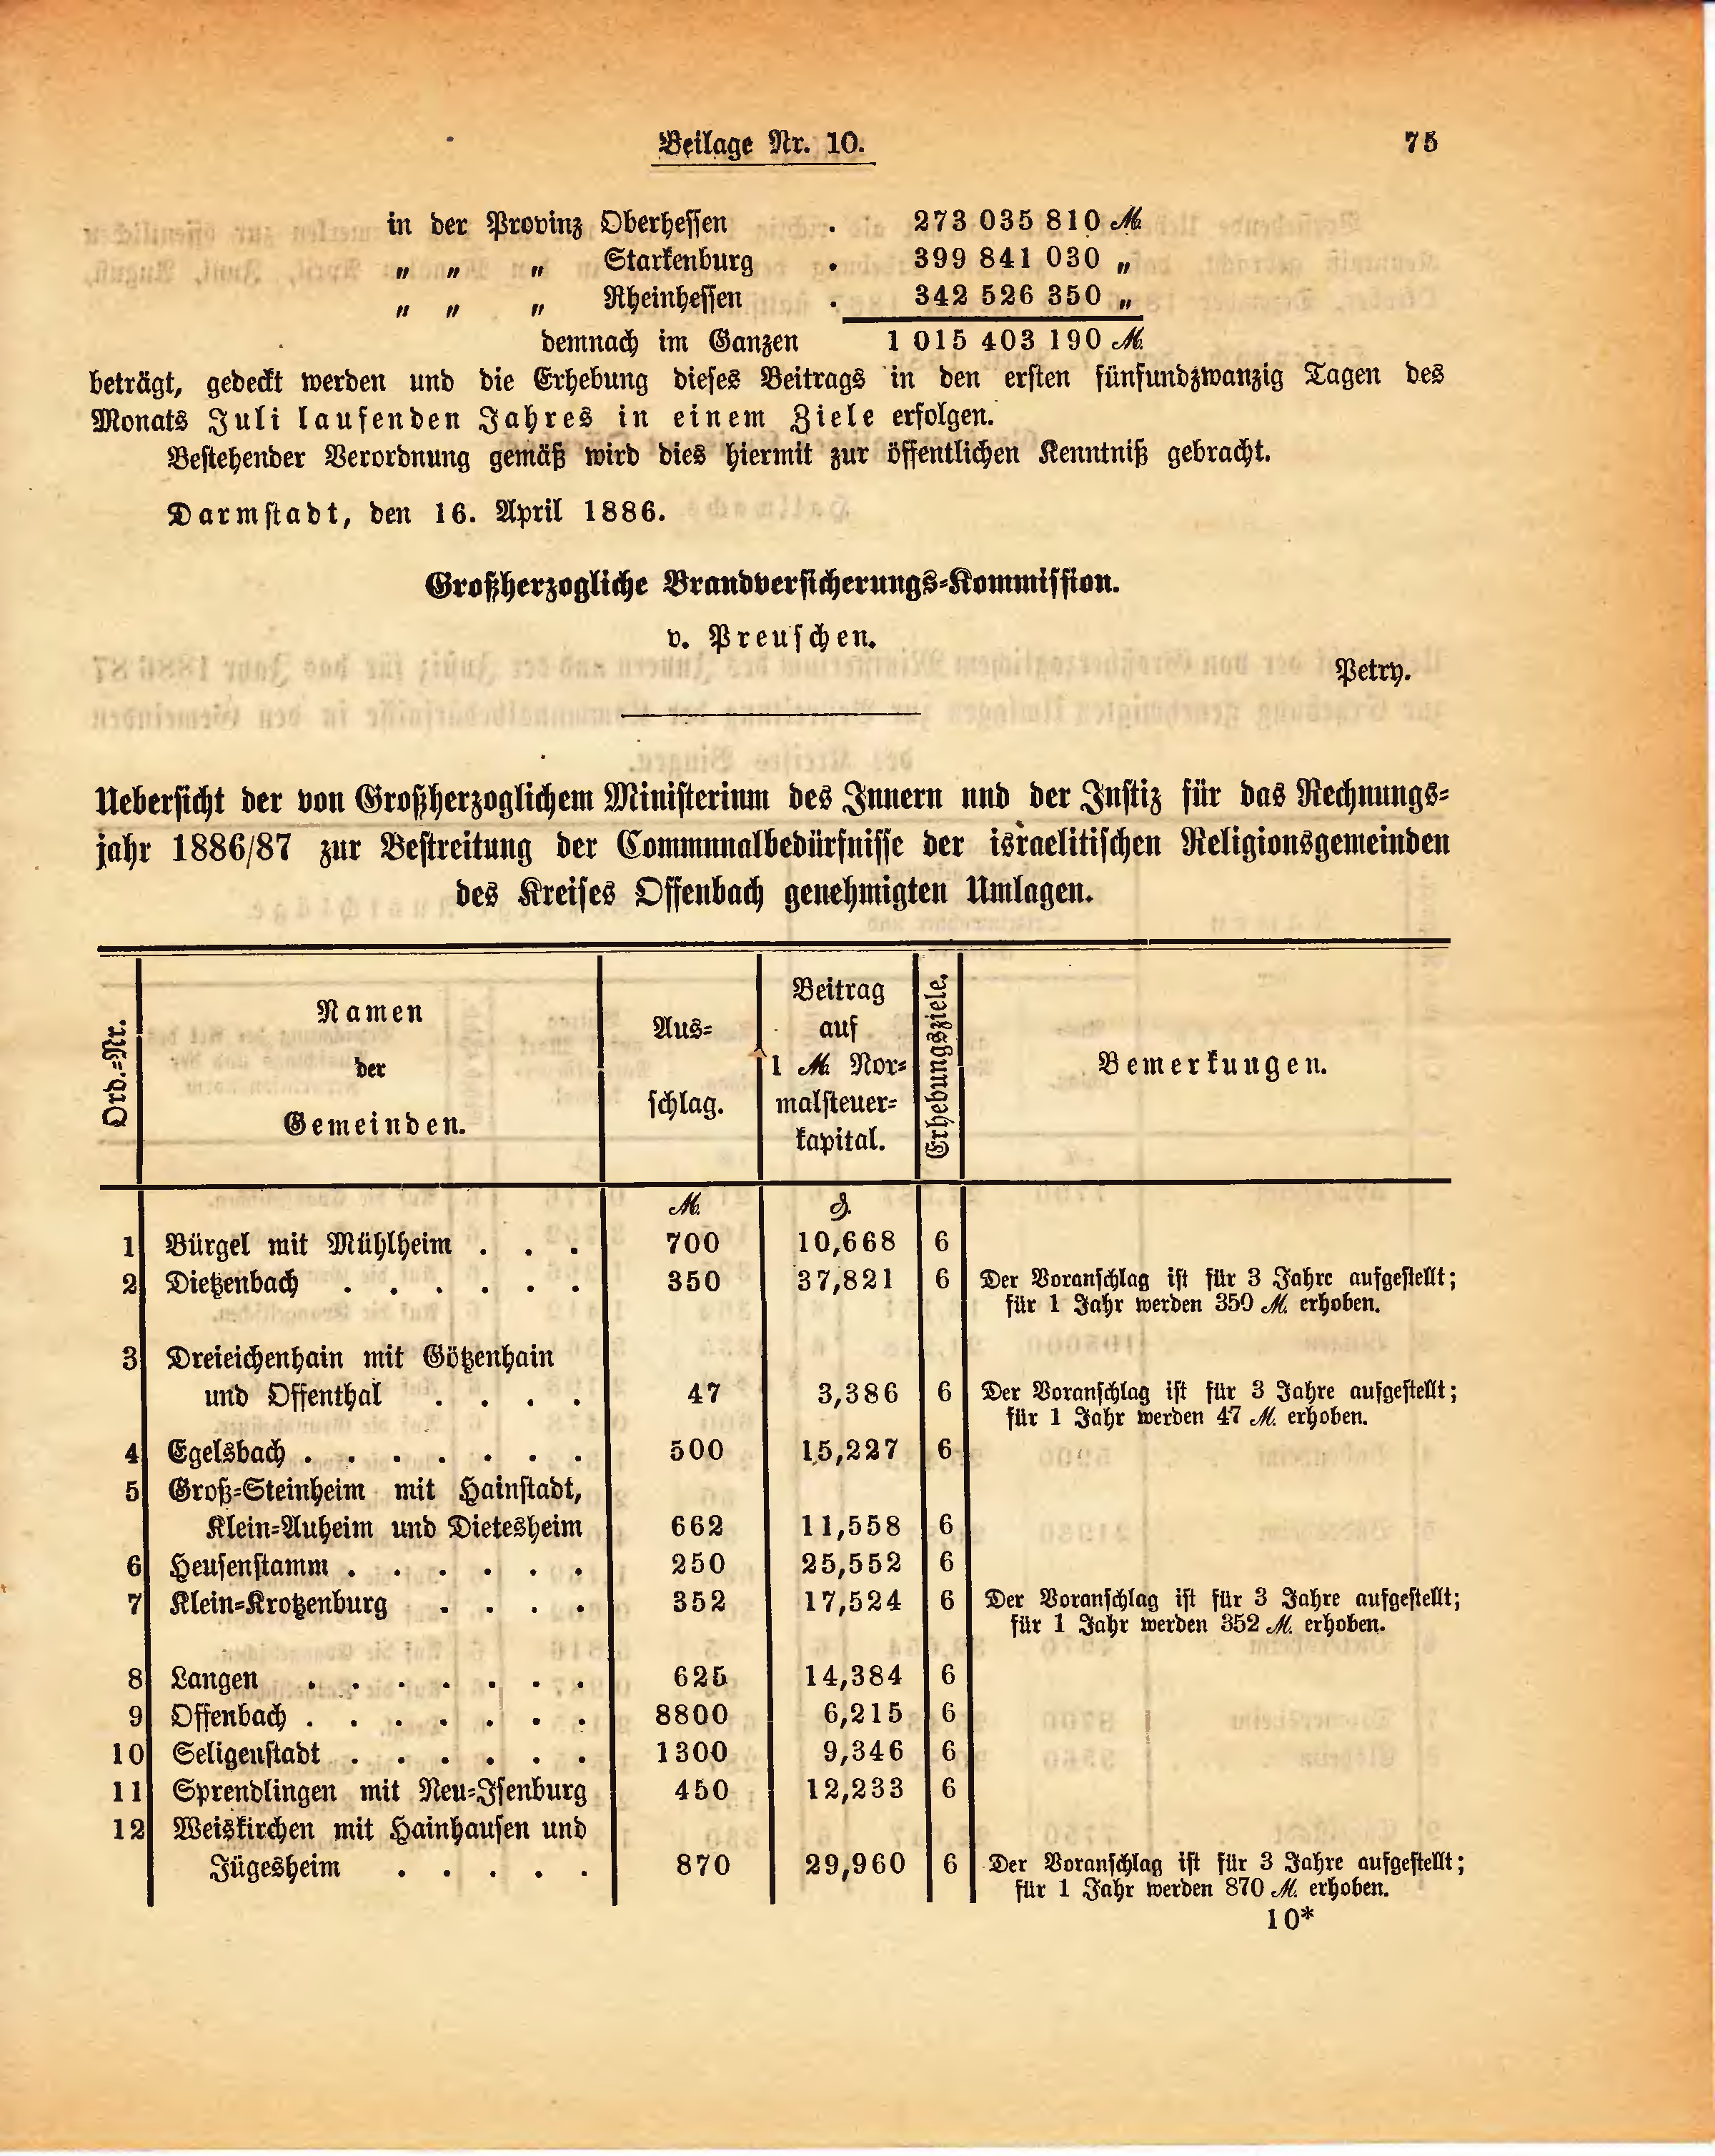 Beilage Nr. 10. 75
in der Provinz Oberhessen . 273 035 810 ℳ
„ „ „ Starkenburg . 399 841 030 „
„ „ „ Rheinhessen . 342 526 350 „
demnach im Ganzen 1 015 403 190 ℳ.
beträgt, gedeckt werden und die Erhebung dieses Beitrags in den ersten fünfundzwanzig Tagen des
Monats Juli laufenden Jahres in einem Ziele erfolgen.
Bestehender Verordnung gemäß wird dies hiermit zur öffentlichen Kenntniß gebracht.
Darmstadt, den 16. April 1886.
Großherzogliche Brandversicherungs-Kommission.
v. Preuschen.
Petry.
Uebersicht der von Großherzoglichem Ministerium des Innern und der Justiz für das Rechnungs-
jahr 1886/87 zur Bestreitung der Communalbedürfnisse der israelitischen Religionsgemeinden
des Kreises Offenbach genehmigten Umlagen.
Ord.-Nr.
Namen
der
Gemeinden.
Aus-
schlag.
Beitrag
auf
1 ℳ. Nor-
malsteuer-
kapital.
Erhebungsziele.
Bemerkungen.
ℳ. ₰.
1 Bürgel mit Mühlheim . . . 700 10,668 6
2 Dietzenbach . . . . . . 350 37,821 6 Der Voranschlag ist für 3 Jahre aufgestellt;
für 1 Jahr werden 350 ℳ. erhoben.
3 Dreieichenhain mit Götzenhain
und Offenthal . . . . 47 3,386 6 Der Voranschlag ist für 3 Jahre aufgestellt;
für 1 Jahr werden 47 ℳ. erhoben.
4 Egelsbach . . . . . . . 500 15,227 6
5 Groß-Steinheim mit Hainstadt,
Klein-Auheim und Dietesheim 662 11,558 6
6 Heusenstamm . . . . . . 250 25,552 6
7 Klein-Krotzenburg . . . . 352 17,524 6 Der Voranschlag ist für 3 Jahre aufgestellt;
für 1 Jahr werden 352 ℳ. erhoben.
8 Langen . . . . . . . 625 14,384 6
9 Offenbach . . . . . . . 8800 6,215 6
10 Seligenstadt . . . . . . 1300 9,346 6
11 Sprendlingen mit Neu-Isenburg 450 12,233 6
12 Weiskirchen mit Hainhausen und
Jügesheim . . . . . 870 29,960 6 Der Voranschlag ist für 3 Jahre aufgestellt;
für 1 Jahr werden 870 ℳ. erhoben.
10*